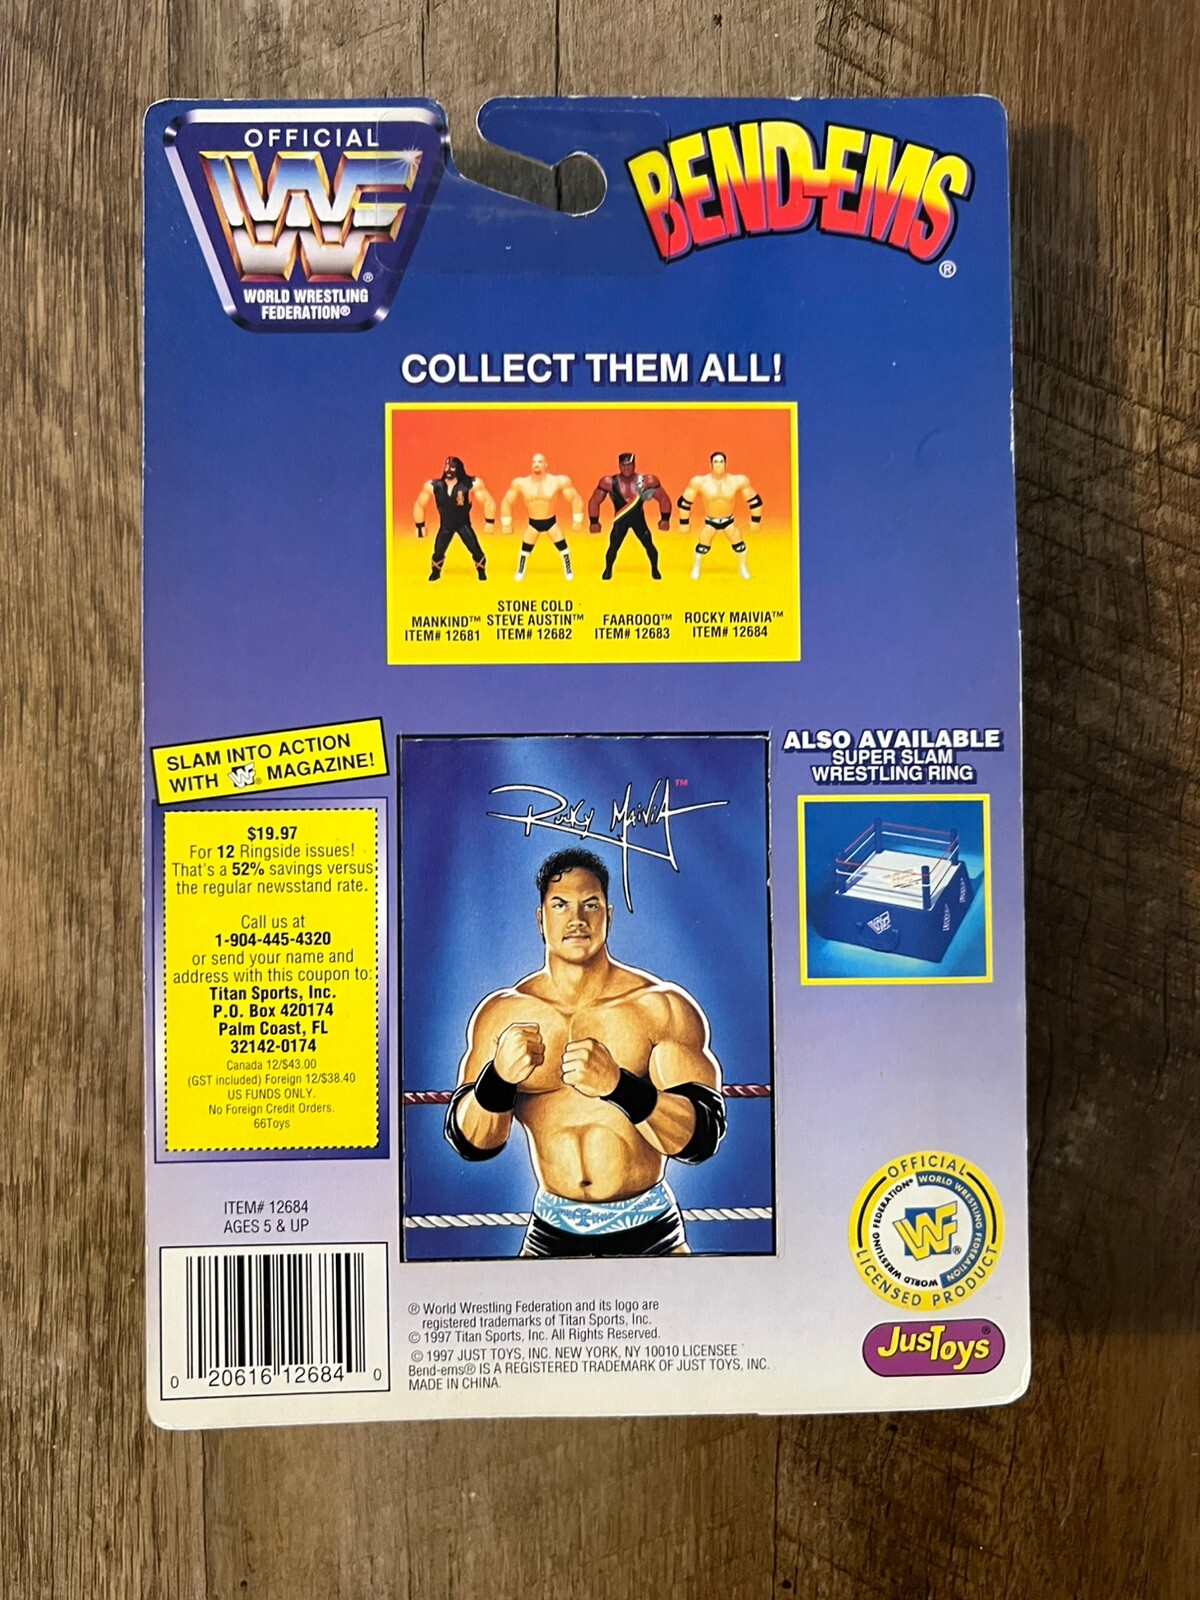 OFFICIAL
WF
WORLD WRESTLING
FEDERATION®
BEND-EMS®
COLLECT THEM ALL!
MANKIND™
ITEM# 12681
STONE COLD
STEVE AUSTIN™
ITEM# 12682
FAAROOQ™
ITEM# 12683
ROCKY MAIVIA™
ITEM# 12684
SLAM INTO ACTION
WITH WF MAGAZINE!
$19.97
For 12 Ringside issues!
That's a 52% savings versus
the regular newsstand rate.
Call us at
1-904-445-4320
or send your name and
address with this coupon to:
Titan Sports, Inc.
P.O. Box 420174
Palm Coast, FL
32142-0174
Canada 12/$43.00
(GST included) Foreign 12/$38.40
US FUNDS ONLY.
No Foreign Credit Orders.
66Toys
ITEM# 12684
AGES 5 & UP
0 20616 12684 0
Rocky Maivia™
ALSO AVAILABLE
SUPER SLAM
WRESTLING RING
® World Wrestling Federation and its logo are
registered trademarks of Titan Sports, Inc.
© 1997 Titan Sports, Inc. All Rights Reserved.
© 1997 JUST TOYS, INC. NEW YORK, NY 10010 LICENSEE
Bend-ems® IS A REGISTERED TRADEMARK OF JUST TOYS, INC.
MADE IN CHINA.
OFFICIAL
WORLD WRESTLING FEDERATION®
WORLD WRESTLING FEDERATION
WF®
LICENSED PRODUCT
JusToys®